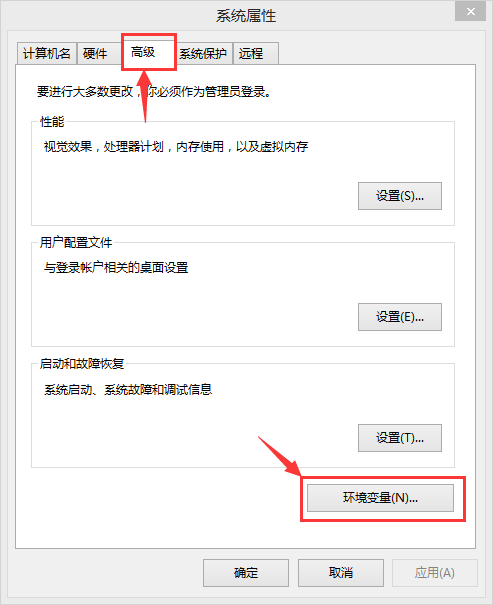 系统属性
计算机名 硬件 高级 系统保护 远程
要进行大多数更改，你必须作为管理员登录。
性能
视觉效果，处理器计划，内存使用，以及虚拟内存
设置(S)...
用户配置文件
与登录帐户相关的桌面设置
设置(E)...
启动和故障恢复
系统启动、系统故障和调试信息
设置(T)...
环境变量(N)...
确定 取消 应用(A)